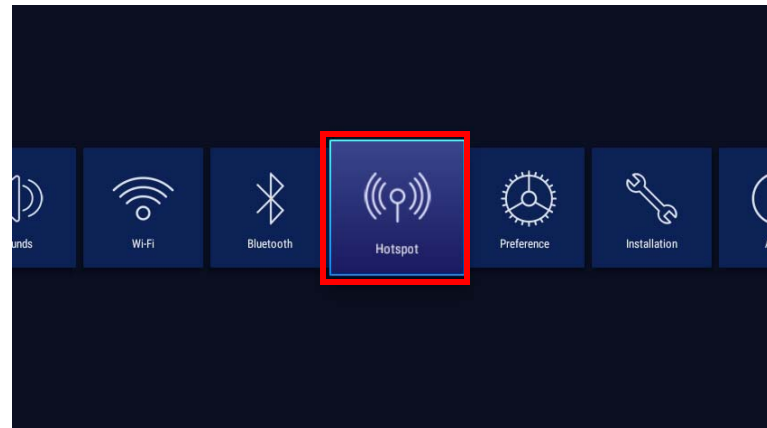 unds
Wi-Fi
Bluetooth
Hotspot
Preference
Installation